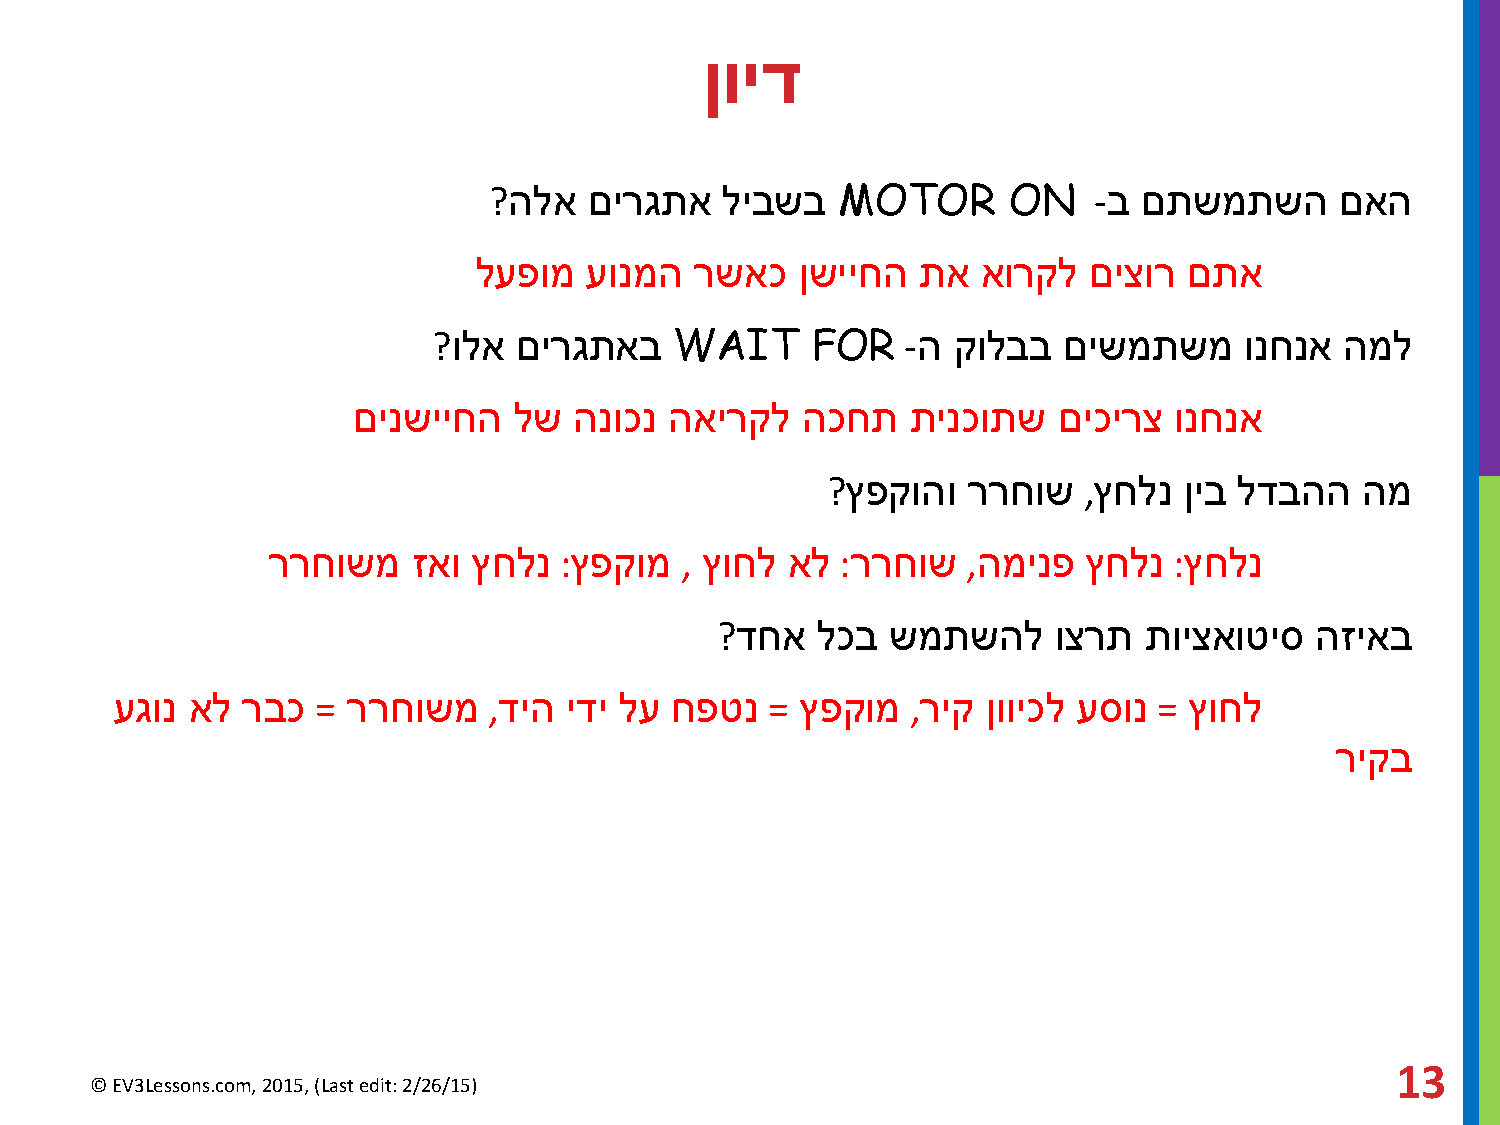 דיון
האם השתמשתם ב- MOTOR ON בשביל אתגרים אלה?
אתם רוצים לקרוא את החיישן כאשר המנוע מופעל
למה אנחנו משתמשים בבלוק ה- WAIT FOR באתגרים אלו?
אנחנו צריכים שתוכנית תחכה לקריאה נכונה של החיישנים
מה ההבדל בין נלחץ, שוחרר והוקפץ?
נלחץ: נלחץ פנימה, שוחרר: לא לחוץ , מוקפץ: נלחץ ואז משוחרר
באיזה סיטואציות תרצו להשתמש בכל אחד?
לחוץ = נוסע לכיוון קיר, מוקפץ = נטפח על ידי היד, משוחרר = כבר לא נוגע
בקיר
© EV3Lessons.com, 2015, (Last edit: 2/26/15)
13